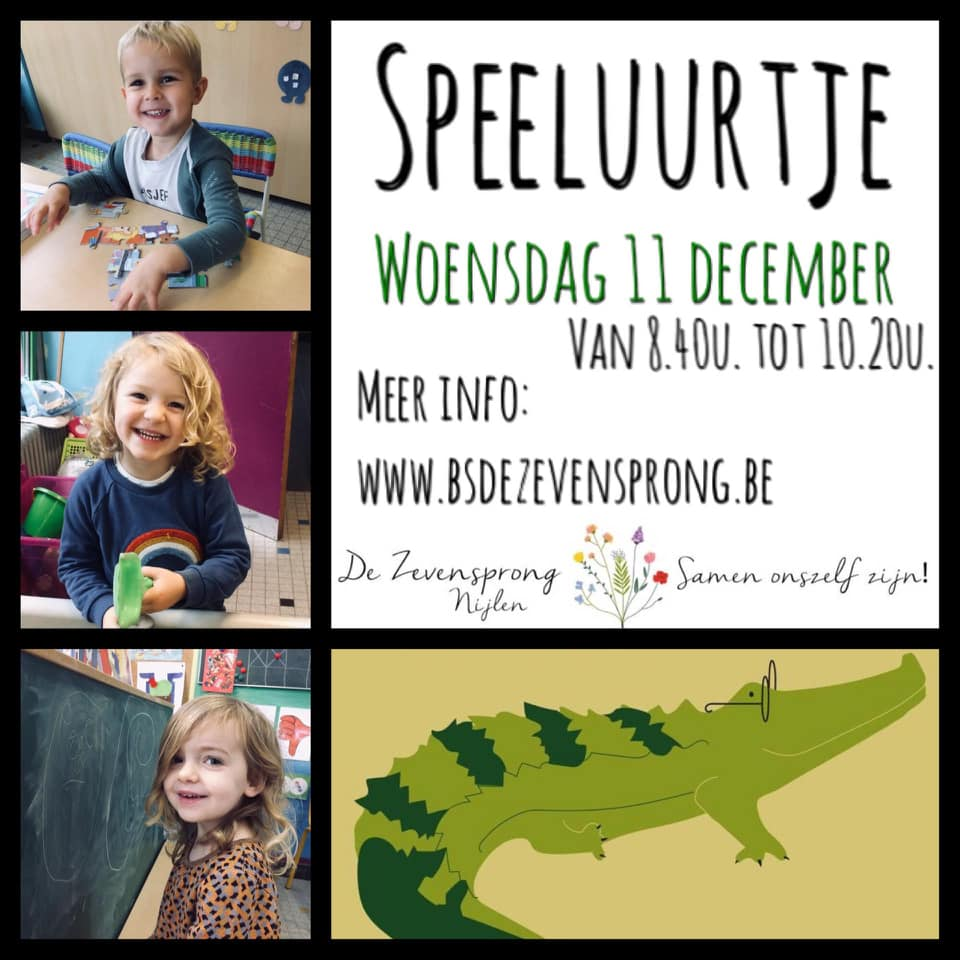 SPEELUURTJE
WOENSDAG 11 DECEMBER
VAN 8.40U. TOT 10.20U.
MEER INFO:
WWW.BSDEZEVENSPRONG.BE
De Zevensprong
Nijlen
Samen onszelf zijn!